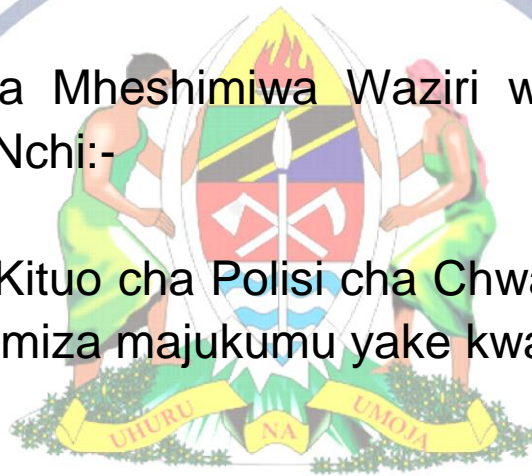 a Mheshimiwa Waziri w
Nchi:-
Kituo cha Polisi cha Chwa
miza majukumu yake kwa
UHURU NA UMOJA